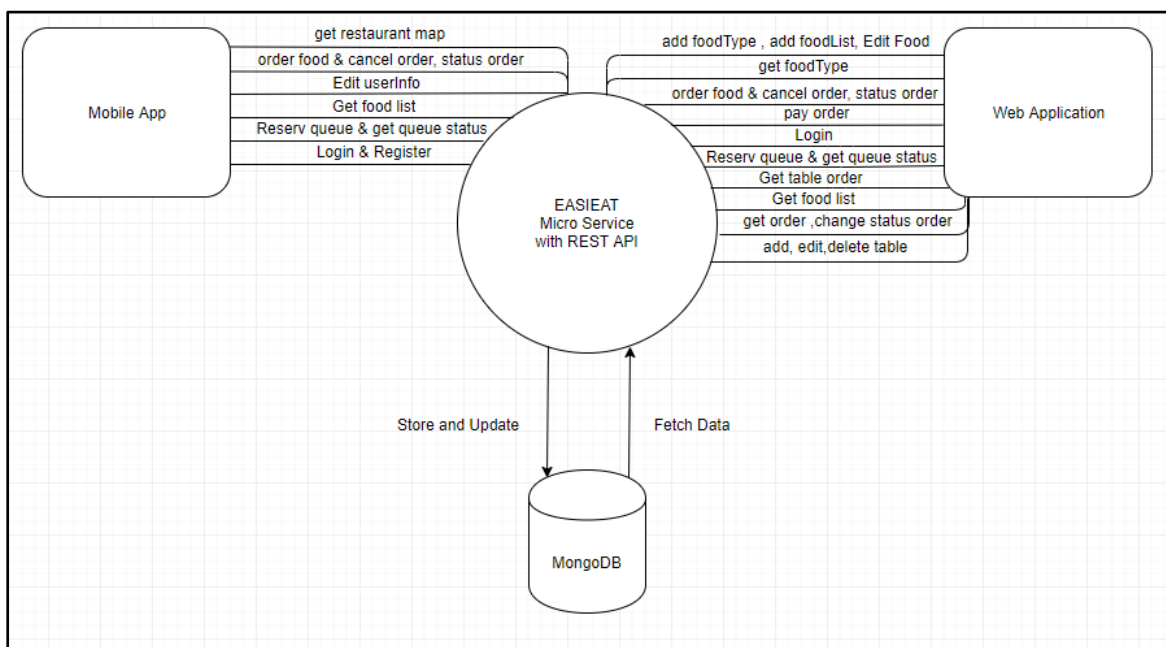 get restaurant map
order food & cancel order, status order
Edit userInfo
Get food list
Reserv queue & get queue status
Login & Register
Mobile App
add foodType , add foodList, Edit Food
get foodType
order food & cancel order, status order
pay order
Login
Reserv queue & get queue status
Get table order
Get food list
get order ,change status order
add, edit,delete table
Web Application
EASIEAT
Micro Service
with REST API
Store and Update
Fetch Data
MongoDB